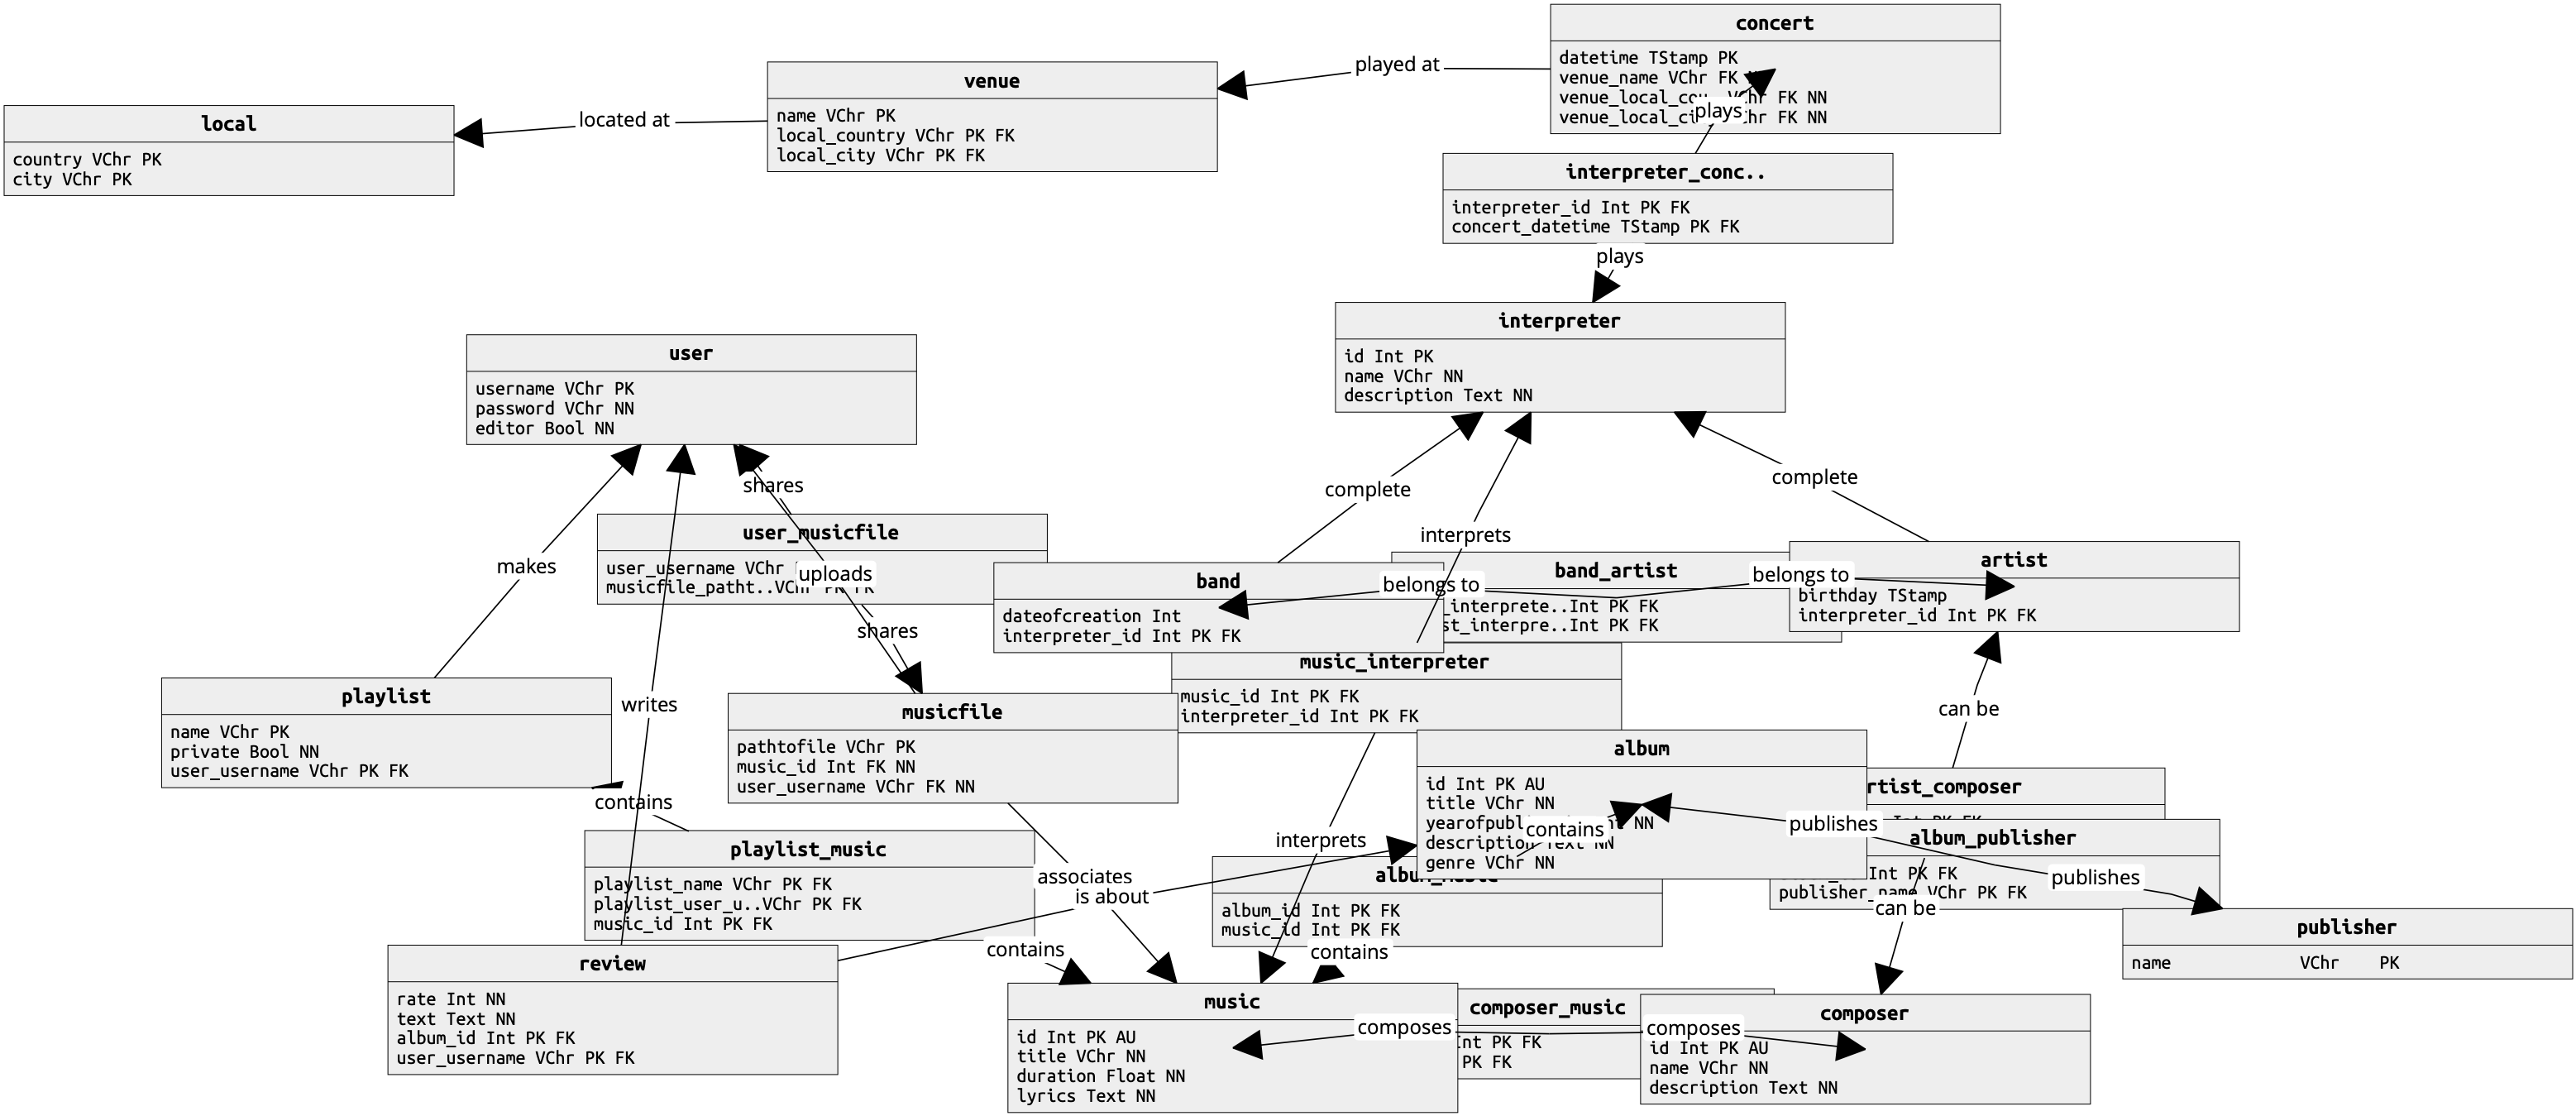 concert
datetime TStamp PK
venue_name VChr FK
venue_local_cou.. VChr FK NN
venue_local_ci VChr FK NN
played at
plays
venue
name VChr PK
local_country VChr PK FK
local_city VChr PK FK
located at
local
country VChr PK
city VChr PK
interpreter_conc..
interpreter_id Int PK FK
concert_datetime TStamp PK FK
plays
interpreter
id Int PK
name VChr NN
description Text NN
user
username VChr PK
password VChr NN
editor Bool NN
complete
complete
shares
interprets
user_musicfile
user_username VChr
musicfile_patht..VChr PK FK
makes
uploads
shares
band
dateofcreation Int
interpreter_id Int PK FK
belongs to
band_artist
_interprete..Int PK FK
st_interpre..Int PK FK
belongs to
artist
birthday TStamp
interpreter_id Int PK FK
music_interpreter
music_id Int PK FK
interpreter_id Int PK FK
playlist
name VChr PK
private Bool NN
user_username VChr PK FK
writes
musicfile
pathtofile VChr PK
music_id Int FK NN
user_username VChr FK NN
can be
album
id Int PK AU
title VChr NN
yearofpubl NN
description Text NN
genre VChr NN
contains
publishes
rtist_composer
Int PK FK
album_publisher
Int PK FK
publisher_name VChr PK FK
can be
publishes
publisher
name VChr PK
contains
playlist_music
playlist_name VChr PK FK
playlist_user_u..VChr PK FK
music_id Int PK FK
associates
is about
interprets
album_music
album_id Int PK FK
music_id Int PK FK
contains
contains
review
rate Int NN
text Text NN
album_id Int PK FK
user_username VChr PK FK
music
id Int PK AU
title VChr NN
duration Float NN
lyrics Text NN
composes
composer_music
Int PK FK
PK FK
composes
composer
id Int PK AU
name VChr NN
description Text NN